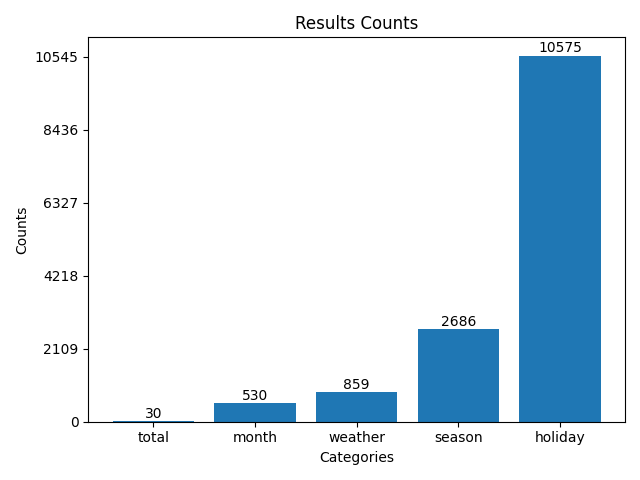 Results Counts
10575
10545
8436
6327
Counts
4218
2686
2109
859
530
30
0
total month weather season holiday
Categories